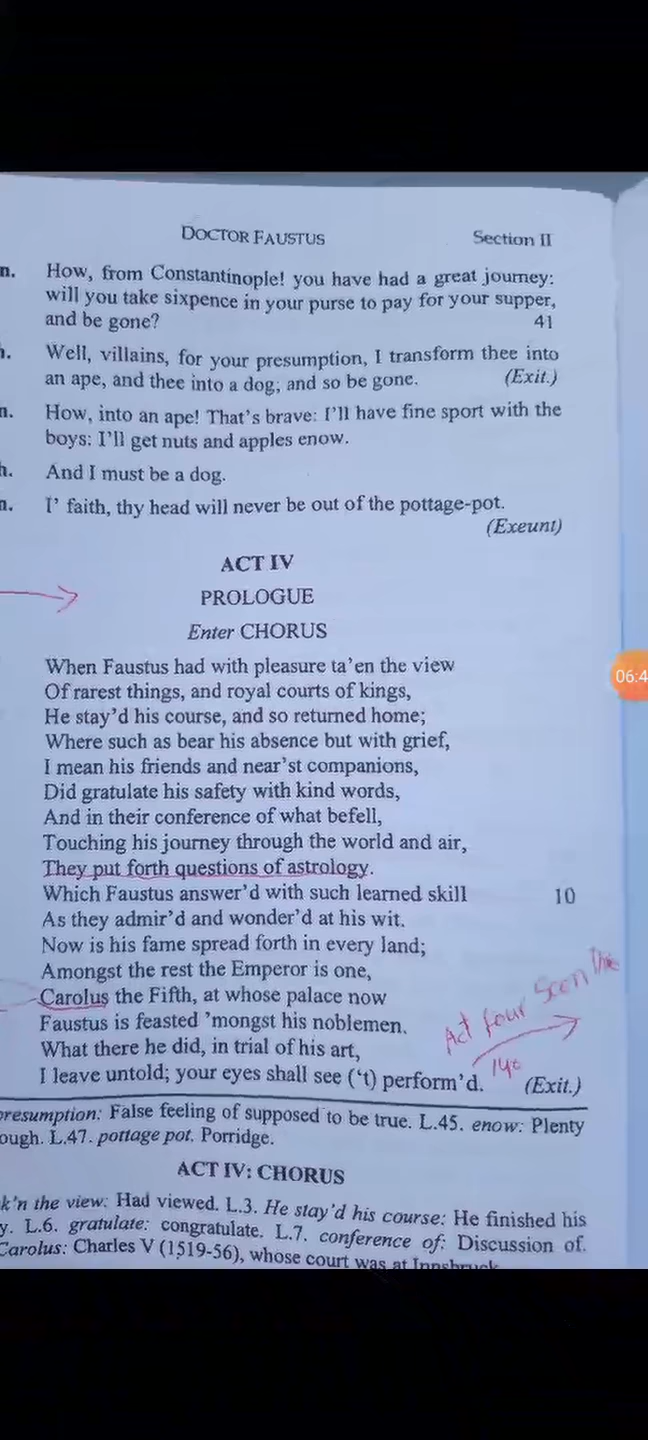 DOCTOR FAUSTUS Section II
n. How, from Constantinople! you have had a great journey:
will you take sixpence in your purse to pay for your supper,
and be gone? 41
h. Well, villains, for your presumption, I transform thee into
an ape, and thee into a dog; and so be gone. (Exit.)
n. How, into an ape! That's brave: I'll have fine sport with the
boys: I'll get nuts and apples enow.
h. And I must be a dog.
n. I' faith, thy head will never be out of the pottage-pot.
(Exeunt)
ACT IV
PROLOGUE
Enter CHORUS
When Faustus had with pleasure ta'en the view
Of rarest things, and royal courts of kings,
He stay'd his course, and so returned home;
Where such as bear his absence but with grief,
I mean his friends and near'st companions,
Did gratulate his safety with kind words,
And in their conference of what befell,
Touching his journey through the world and air,
They put forth questions of astrology.
Which Faustus answer'd with such learned skill 10
As they admir'd and wonder'd at his wit.
Now is his fame spread forth in every land;
Amongst the rest the Emperor is one,
Carolus the Fifth, at whose palace now
Faustus is feasted 'mongst his noblemen.
What there he did, in trial of his art,
I leave untold; your eyes shall see ('t) perform'd. (Exit.)
Act four Scen
presumption: False feeling of supposed to be true. L.45. enow: Plenty
ough. L.47. pottage pot. Porridge.
ACT IV: CHORUS
k'n the view: Had viewed. L.3. He stay'd his course: He finished his
y. L.6. gratulate: congratulate. L.7. conference of: Discussion of.
Carolus: Charles V (1519-56), whose court was at Innsbruck
06:4